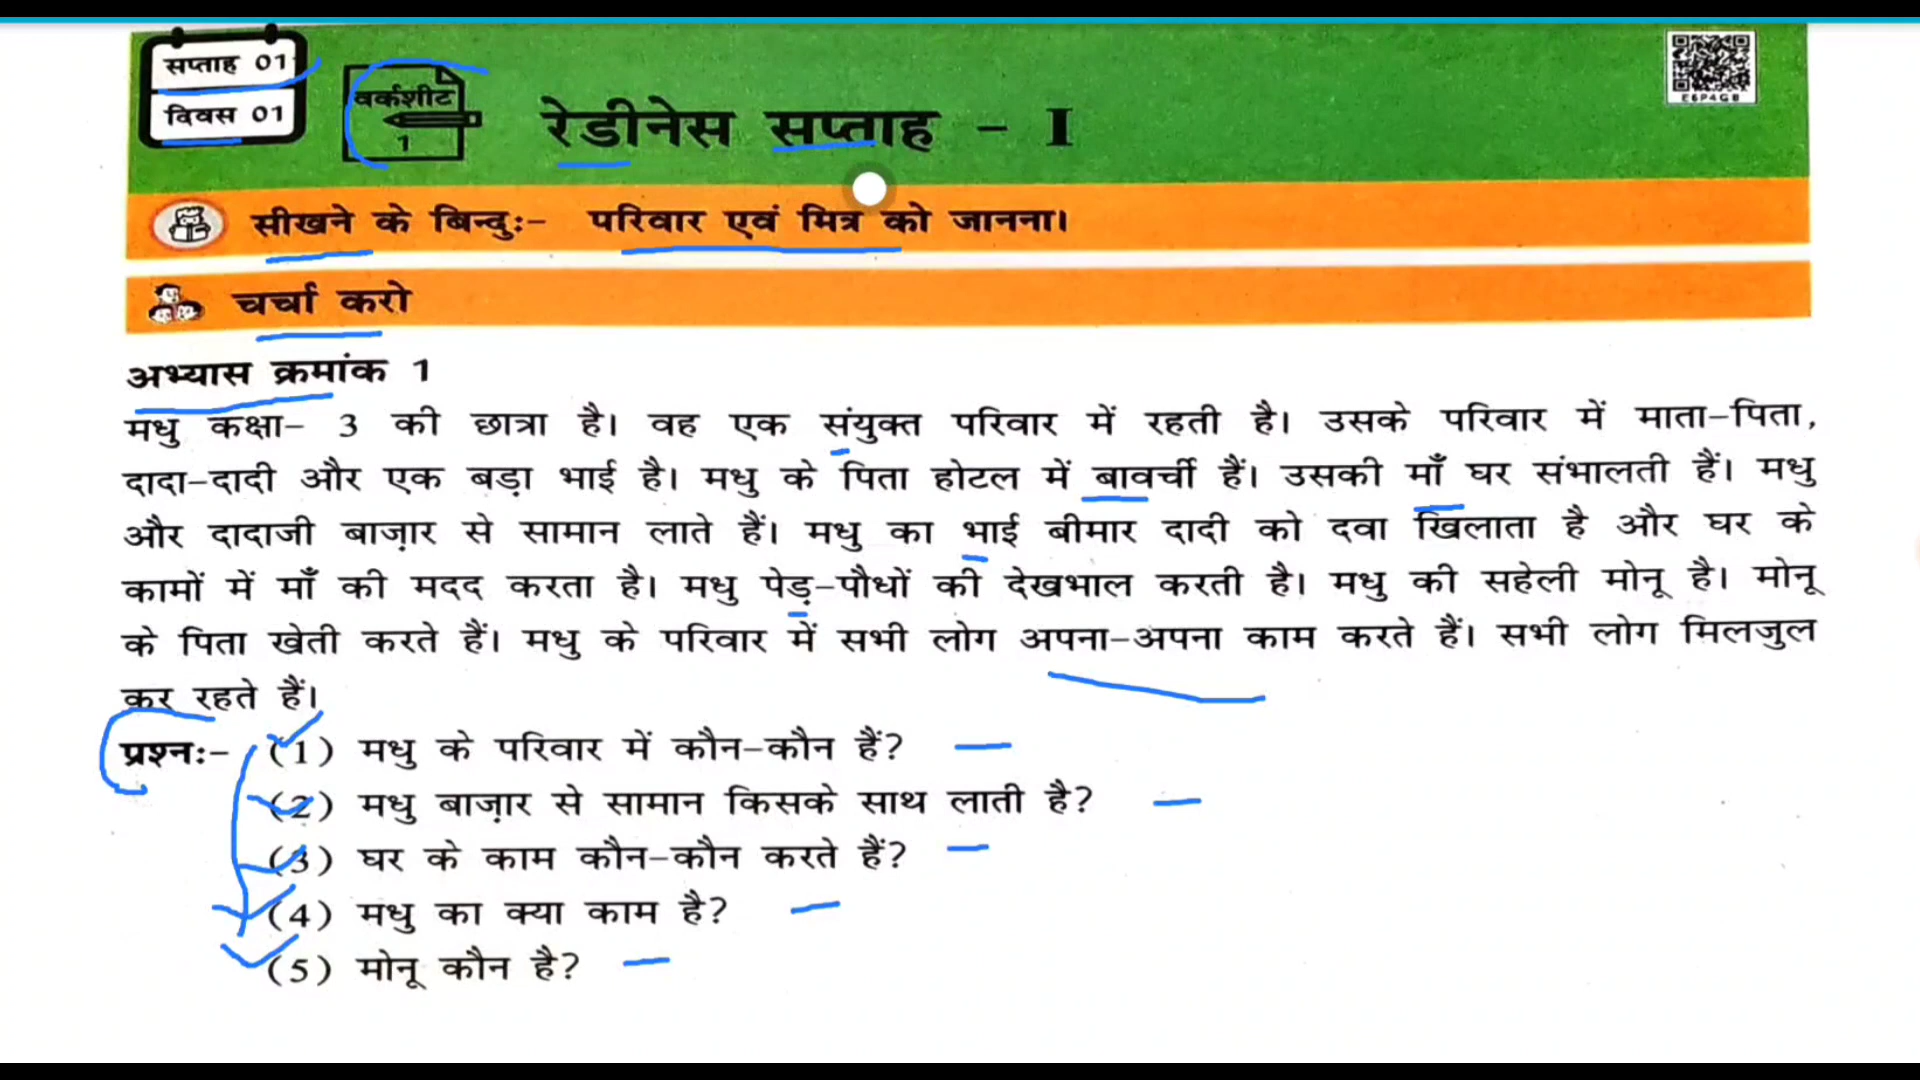 सप्ताह 01
दिवस 01
वर्कशीट
1
रेडीनेस सप्ताह - I
E6P4G8
सीखने के बिन्दुः- परिवार एवं मित्र को जानना।
चर्चा करो
अभ्यास क्रमांक 1
मधु कक्षा- 3 की छात्रा है। वह एक संयुक्त परिवार में रहती है। उसके परिवार में माता-पिता,
दादा-दादी और एक बड़ा भाई है। मधु के पिता होटल में बावर्ची हैं। उसकी माँ घर संभालती हैं। मधु
और दादाजी बाज़ार से सामान लाते हैं। मधु का भाई बीमार दादी को दवा खिलाता है और घर के
कामों में माँ की मदद करता है। मधु पेड़-पौधों की देखभाल करती है। मधु की सहेली मोनू है। मोनू
के पिता खेती करते हैं। मधु के परिवार में सभी लोग अपना-अपना काम करते हैं। सभी लोग मिलजुल
कर रहते हैं।
प्रश्नः- (1) मधु के परिवार में कौन-कौन हैं?
(2) मधु बाज़ार से सामान किसके साथ लाती है?
(3) घर के काम कौन-कौन करते हैं?
(4) मधु का क्या काम है?
(5) मोनू कौन है?